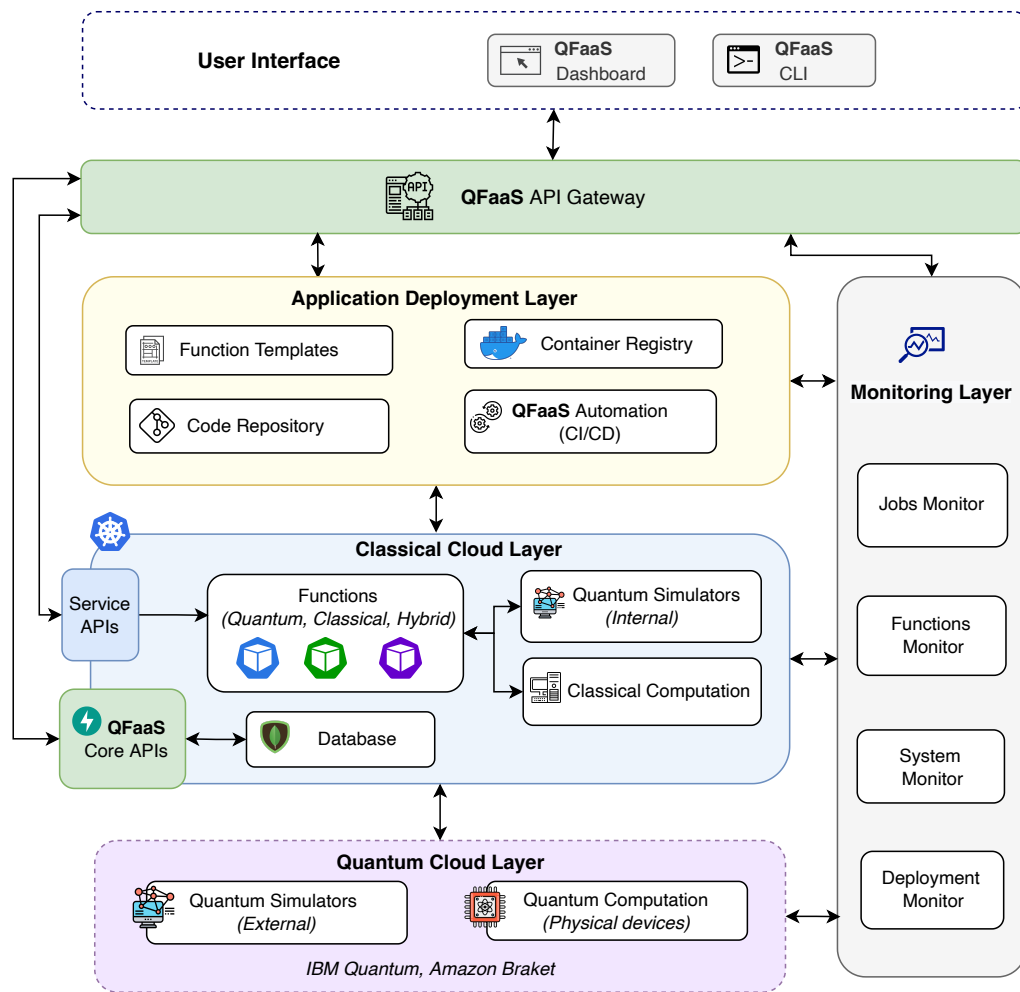 User Interface
QFaaS
Dashboard
QFaaS
CLI
API
QFaaS API Gateway
Application Deployment Layer
TEMPLATE
Function Templates
Container Registry
Code Repository
QFaaS Automation
(CI/CD)
Monitoring Layer
Jobs Monitor
Functions
Monitor
System
Monitor
Deployment
Monitor
Classical Cloud Layer
Service
APIs
Functions
(Quantum, Classical, Hybrid)
Quantum Simulators
(Internal)
Classical Computation
QFaaS
Core APIs
Database
Quantum Cloud Layer
Quantum Simulators
(External)
Quantum Computation
(Physical devices)
IBM Quantum, Amazon Braket